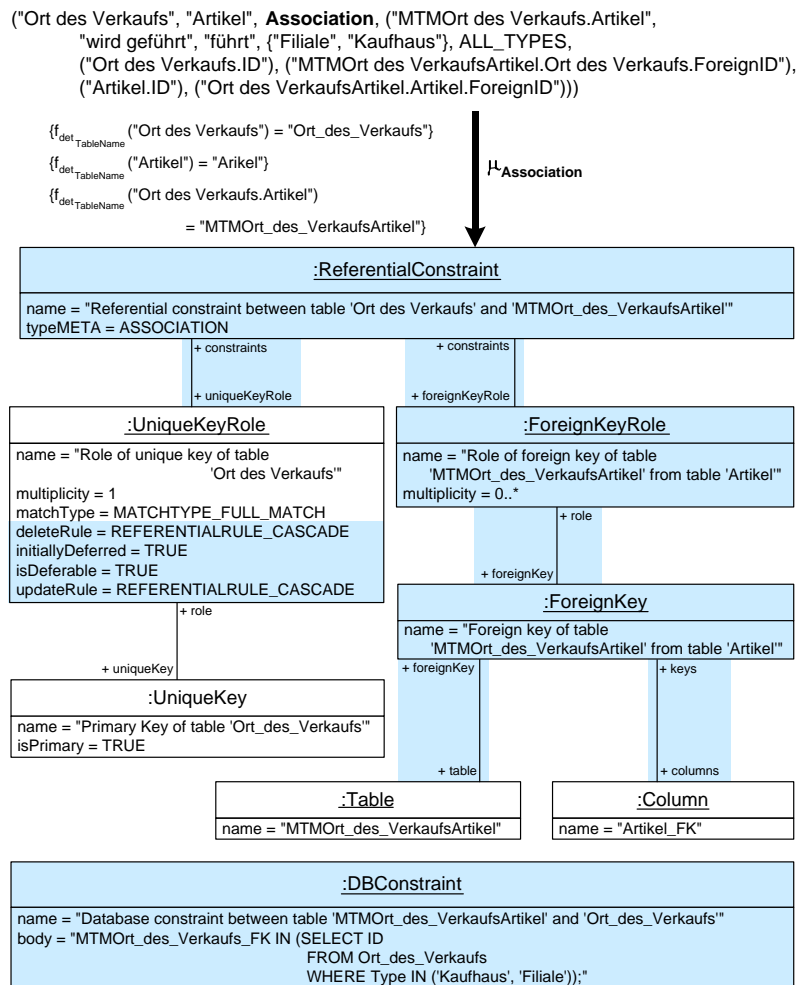 ("Ort des Verkaufs", "Artikel", Association, ("MTMOrt des Verkaufs.Artikel",
"wird geführt", "führt", {"Filiale", "Kaufhaus"}, ALL_TYPES,
("Ort des Verkaufs.ID"), ("MTMOrt des VerkaufsArtikel.Ort des Verkaufs.ForeignID"),
("Artikel.ID"), ("Ort des VerkaufsArtikel.Artikel.ForeignID")))
{f det TableName ("Ort des Verkaufs") = "Ort_des_Verkaufs"}
{f det TableName ("Artikel") = "Arikel"}
μ Association
{f det TableName ("Ort des Verkaufs.Artikel")
= "MTMOrt_des_VerkaufsArtikel"}
:ReferentialConstraint
name = "Referential constraint between table 'Ort des Verkaufs' and 'MTMOrt_des_VerkaufsArtikel'"
typeMETA = ASSOCIATION
+ constraints
+ constraints
+ uniqueKeyRole
+ foreignKeyRole
:UniqueKeyRole
name = "Role of unique key of table
'Ort des Verkaufs'"
multiplicity = 1
matchType = MATCHTYPE_FULL_MATCH
deleteRule = REFERENTIALRULE_CASCADE
initiallyDeferred = TRUE
isDeferable = TRUE
updateRule = REFERENTIALRULE_CASCADE
:ForeignKeyRole
name = "Role of foreign key of table
'MTMOrt_des_VerkaufsArtikel' from table 'Artikel'"
multiplicity = 0..*
+ role
+ foreignKey
:ForeignKey
name = "Foreign key of table
'MTMOrt_des_VerkaufsArtikel' from table 'Artikel'"
+ role
+ uniqueKey
:UniqueKey
name = "Primary Key of table 'Ort_des_Verkaufs'"
isPrimary = TRUE
+ foreignKey
+ keys
+ table
+ columns
:Table
name = "MTMOrt_des_VerkaufsArtikel"
:Column
name = "Artikel_FK"
:DBConstraint
name = "Database constraint between table 'MTMOrt_des_VerkaufsArtikel' and 'Ort_des_Verkaufs'"
body = "MTMOrt_des_Verkaufs_FK IN (SELECT ID
FROM Ort_des_Verkaufs
WHERE Type IN ('Kaufhaus', 'Filiale'));"